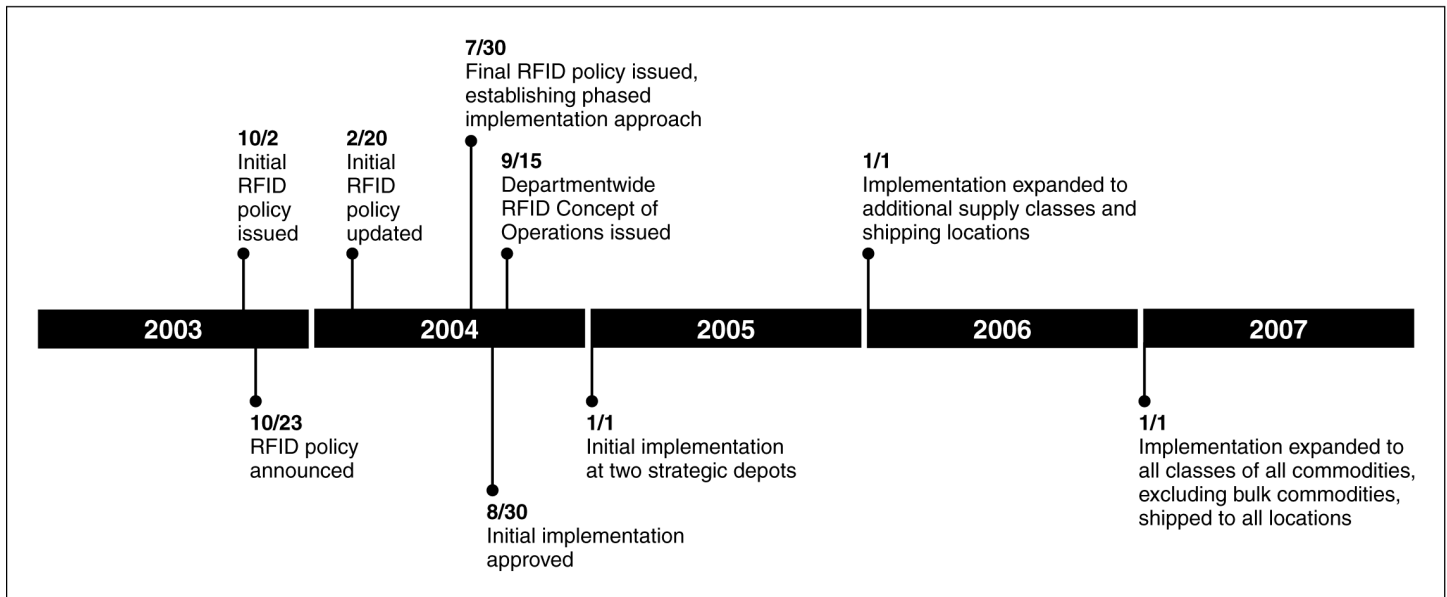 7/30
Final RFID policy issued,
establishing phased
implementation approach
10/2
Initial
RFID
policy
issued
2/20
Initial
RFID
policy
updated
9/15
Departmentwide
RFID Concept of
Operations issued
1/1
Implementation expanded to
additional supply classes and
shipping locations
2003
2004
2005
2006
2007
10/23
RFID policy
announced
8/30
Initial implementation
approved
1/1
Initial implementation
at two strategic depots
1/1
Implementation expanded to
all classes of all commodities,
excluding bulk commodities,
shipped to all locations